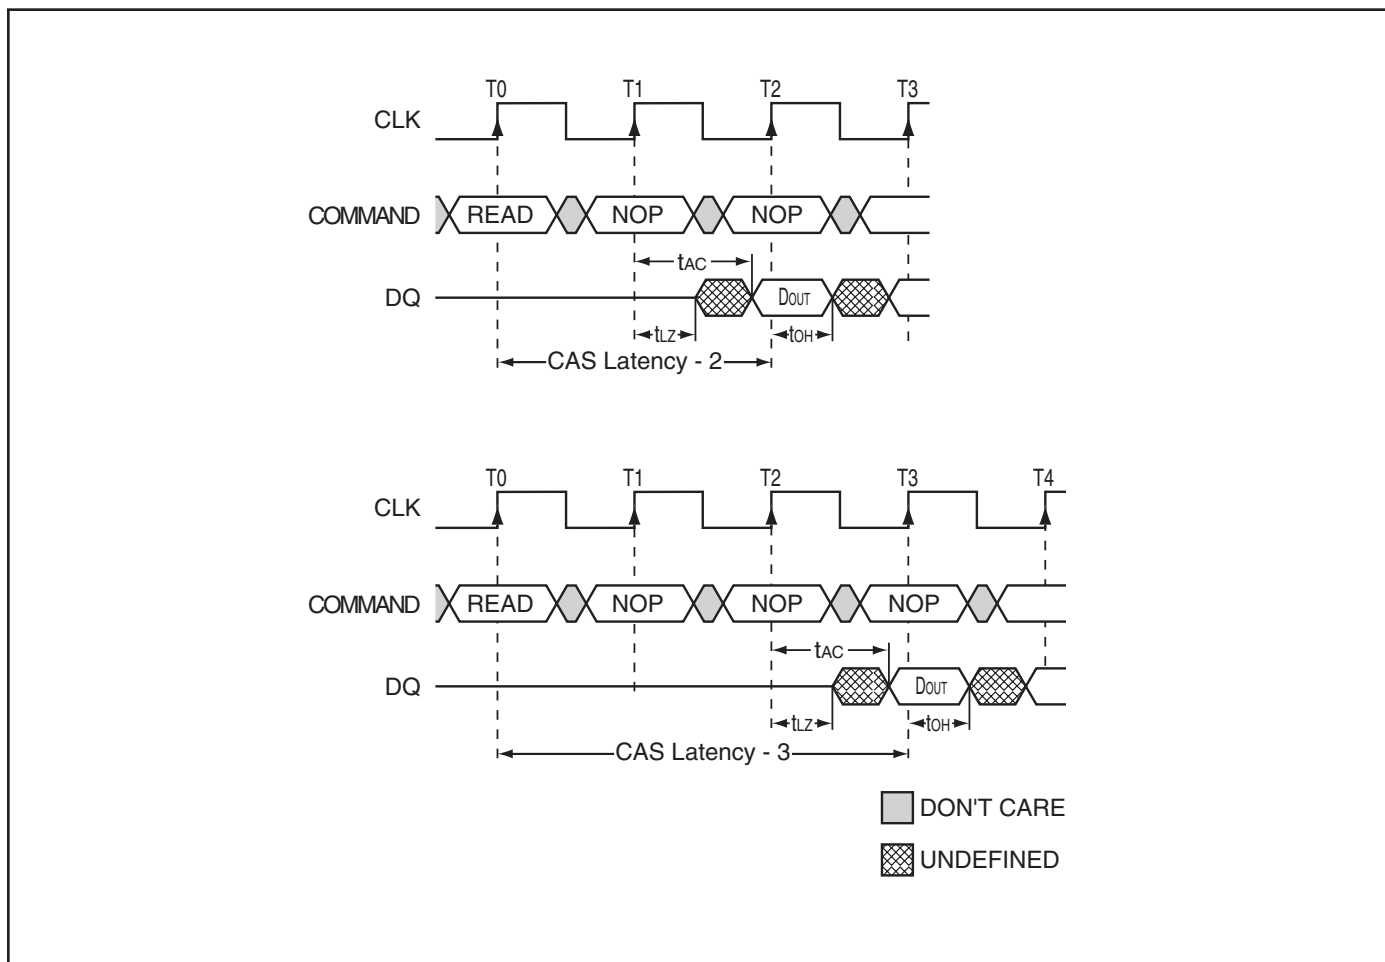 T0 T1 T2 T3
CLK
COMMAND READ NOP NOP
tAC
DQ DOUT
tLZ tOH
CAS Latency - 2
T0 T1 T2 T3 T4
CLK
COMMAND READ NOP NOP NOP
tAC
DQ DOUT
tLZ tOH
CAS Latency - 3
DON'T CARE
UNDEFINED